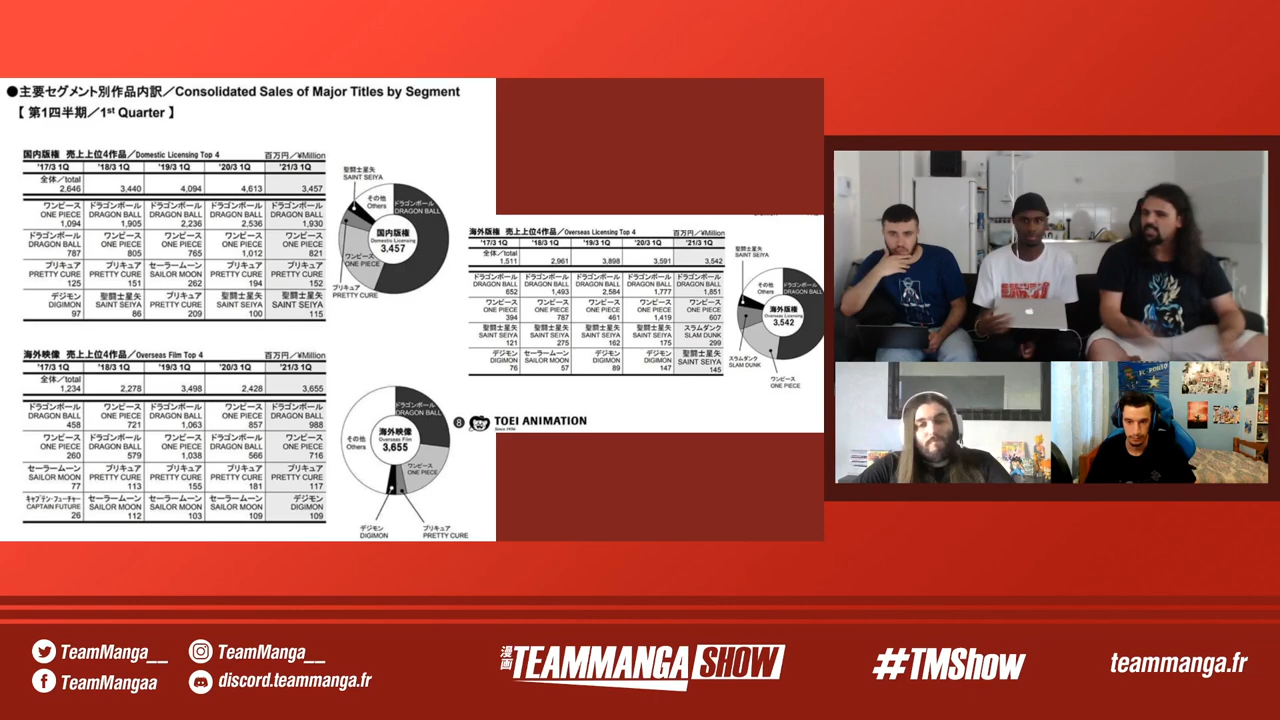 ●主要セグメント別作品内訳／Consolidated Sales of Major Titles by Segment
【 第1四半期／1st Quarter 】
国内版権 売上上位4作品／Domestic Licensing Top 4 百万円／¥Million
'17/3 1Q '18/3 1Q '19/3 1Q '20/3 1Q '21/3 1Q
全体／total
2,646 3,440 4,094 4,613 3,457
ワンピース ドラゴンボール ドラゴンボール ドラゴンボール ドラゴンボール
ONE PIECE DRAGON BALL DRAGON BALL DRAGON BALL DRAGON BALL
1,094 1,905 2,236 2,536 1,930
ドラゴンボール ワンピース ワンピース ワンピース ワンピース
DRAGON BALL ONE PIECE ONE PIECE ONE PIECE ONE PIECE
787 805 765 1,012 821
プリキュア プリキュア セーラームーン プリキュア プリキュア
PRETTY CURE PRETTY CURE SAILOR MOON PRETTY CURE PRETTY CURE
125 151 262 194 152
デジモン 聖闘士星矢 プリキュア 聖闘士星矢 聖闘士星矢
DIGIMON SAINT SEIYA PRETTY CURE SAINT SEIYA SAINT SEIYA
97 86 209 100 115
聖闘士星矢
SAINT SEIYA
その他
Others
ドラゴンボール
DRAGON BALL
国内版権
Domestic Licensing
3,457
ワンピース
ONE PIECE
プリキュア
PRETTY CURE
海外映像 売上上位4作品／Overseas Film Top 4 百万円／¥Million
'17/3 1Q '18/3 1Q '19/3 1Q '20/3 1Q '21/3 1Q
全体／total
1,234 2,278 3,498 2,428 3,655
ドラゴンボール ワンピース ドラゴンボール ワンピース ドラゴンボール
DRAGON BALL ONE PIECE DRAGON BALL ONE PIECE DRAGON BALL
458 721 1,063 857 988
ワンピース ドラゴンボール ワンピース ドラゴンボール ワンピース
ONE PIECE DRAGON BALL ONE PIECE DRAGON BALL ONE PIECE
260 579 1,038 566 716
セーラームーン プリキュア プリキュア プリキュア プリキュア
SAILOR MOON PRETTY CURE PRETTY CURE PRETTY CURE PRETTY CURE
77 113 155 181 117
キャプテン・フューチャー セーラームーン セーラームーン セーラームーン デジモン
CAPTAIN FUTURE SAILOR MOON SAILOR MOON SAILOR MOON DIGIMON
26 112 103 109 109
ドラゴンボール
DRAGON BALL
その他
Others
海外映像
Overseas Film
3,655
ワンピース
ONE PIECE
デジモン
DIGIMON
プリキュア
PRETTY CURE
海外版権 売上上位4作品／Overseas Licensing Top 4 百万円／¥Million
'17/3 1Q '18/3 1Q '19/3 1Q '20/3 1Q '21/3 1Q
全体／total
1,511 2,961 3,898 3,591 3,542
ドラゴンボール ドラゴンボール ドラゴンボール ドラゴンボール ドラゴンボール
DRAGON BALL DRAGON BALL DRAGON BALL DRAGON BALL DRAGON BALL
652 1,493 2,584 1,777 1,851
ワンピース ワンピース ワンピース ワンピース ワンピース
ONE PIECE ONE PIECE ONE PIECE ONE PIECE ONE PIECE
394 787 461 1,419 607
聖闘士星矢 聖闘士星矢 聖闘士星矢 聖闘士星矢 スラムダンク
SAINT SEIYA SAINT SEIYA SAINT SEIYA SAINT SEIYA SLAM DUNK
121 275 162 175 299
デジモン セーラームーン デジモン デジモン 聖闘士星矢
DIGIMON SAILOR MOON DIGIMON DIGIMON SAINT SEIYA
76 57 89 147 145
聖闘士星矢
SAINT SEIYA
その他
Others
ドラゴンボール
DRAGON BALL
海外版権
Overseas Licensing
3,542
スラムダンク
SLAM DUNK
ワンピース
ONE PIECE
8 TOEI ANIMATION
Since 1956
TeamManga__
TeamManga__
TeamMangaa
discord.teammanga.fr
漫画 TEAMMANGA SHOW
#TMShow
teammanga.fr